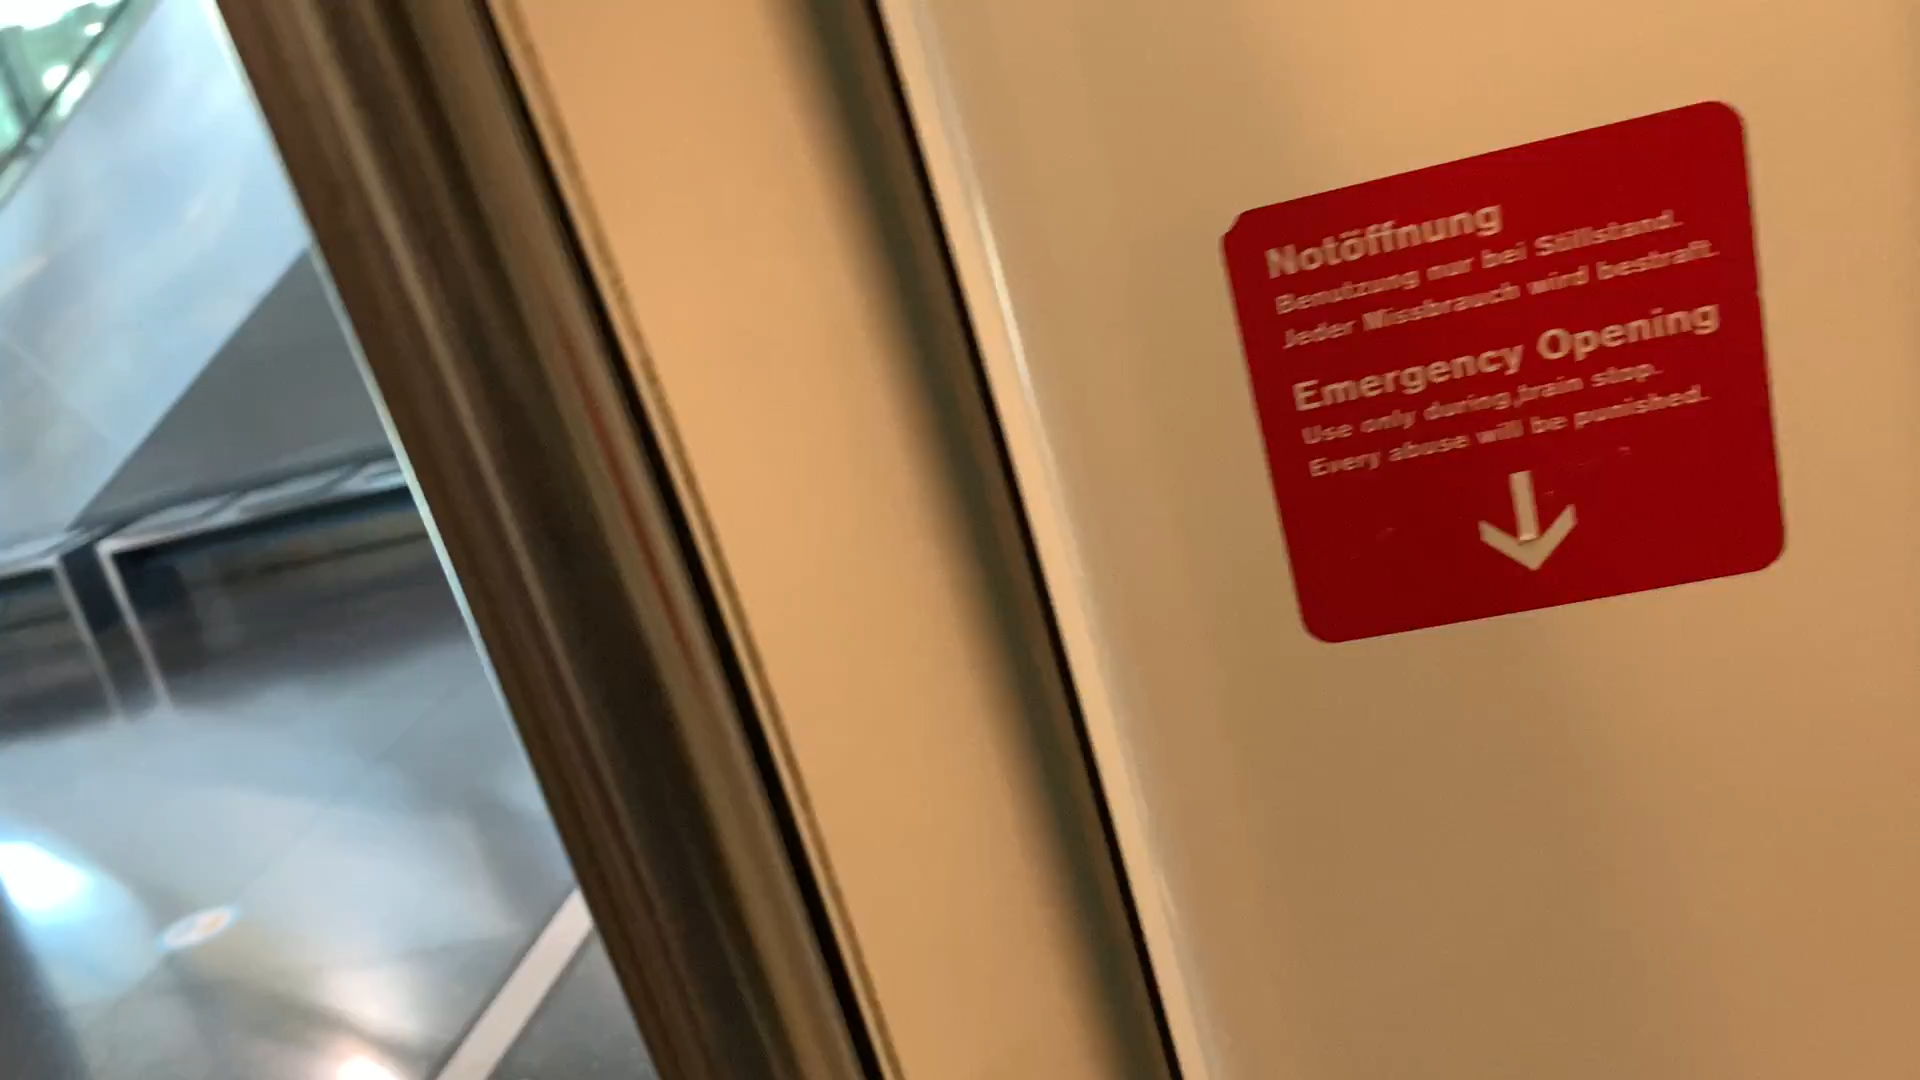 Notöffnung
Benutzung nur bei Stillstand.
Jeder Missbrauch wird bestraft.
Emergency Opening
Use only during train stop.
Every abuse will be punished.